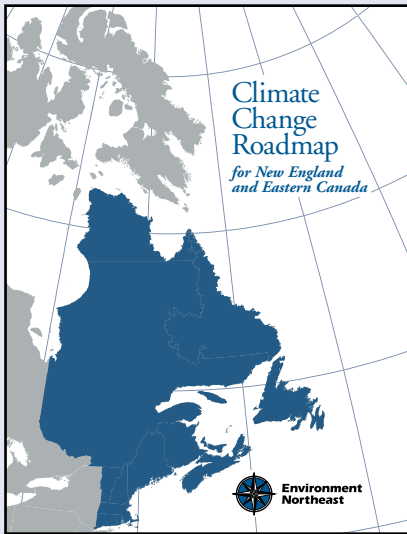 Climate
Change
Roadmap
for New England
and Eastern Canada
Environment
Northeast